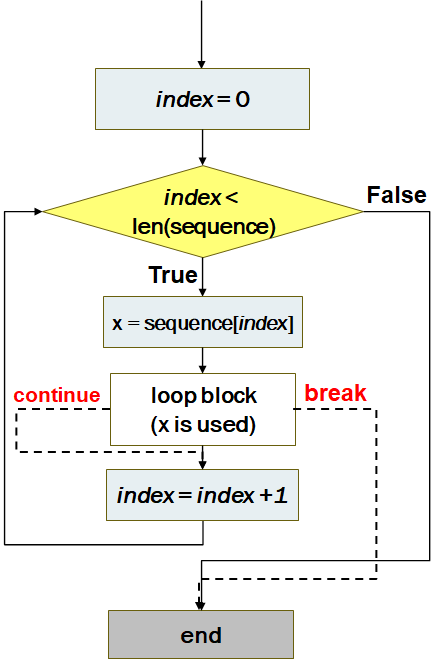 index = 0
index <
len(sequence)
False
True
x = sequence[index]
continue
loop block
(x is used)
break
index = index +1
end